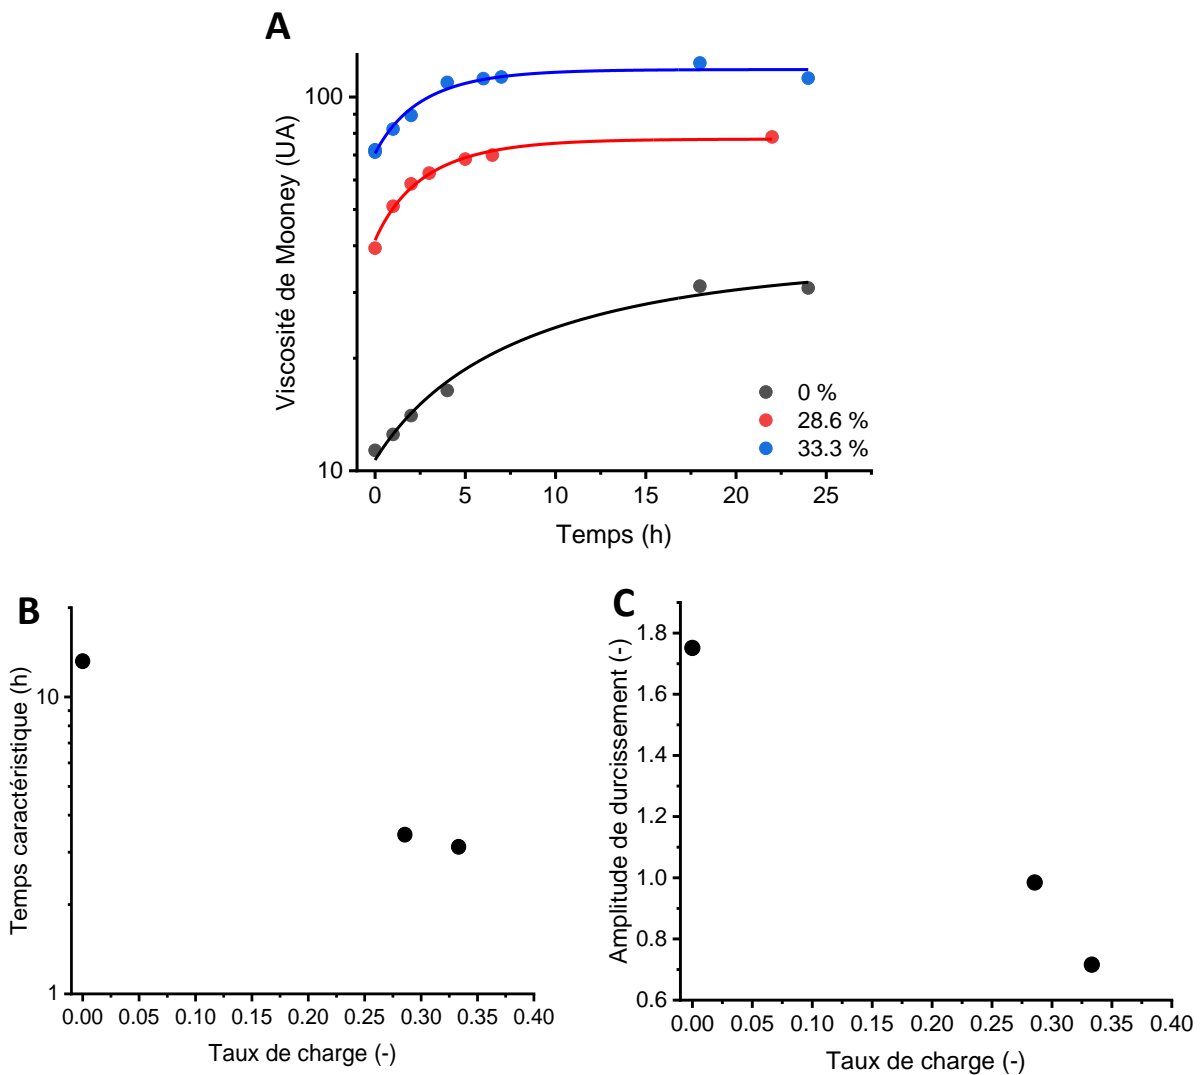 A
Viscosité de Mooney (UA)
100
10
0 %
28.6 %
33.3 %
0 5 10 15 20 25
Temps (h)
B
Temps caractéristique (h)
10
1
0.00 0.05 0.10 0.15 0.20 0.25 0.30 0.35 0.40
Taux de charge (-)
C
Amplitude de durcissement (-)
1.8
1.6
1.4
1.2
1.0
0.8
0.6
0.00 0.05 0.10 0.15 0.20 0.25 0.30 0.35 0.40
Taux de charge (-)